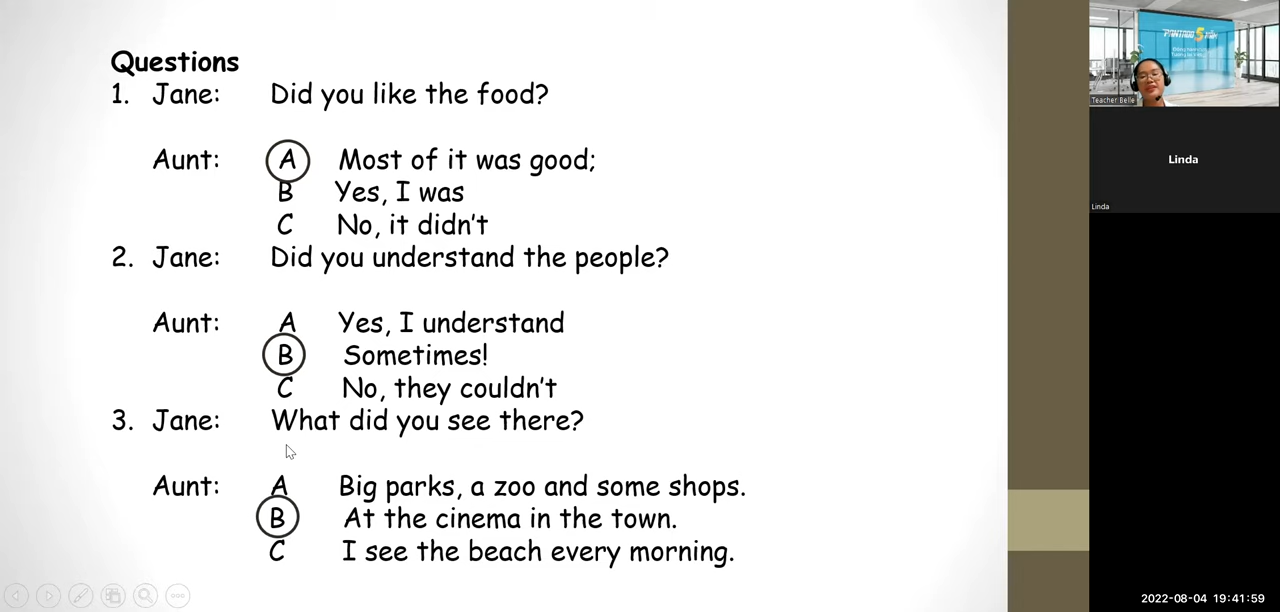 Questions
1. Jane: Did you like the food?
Aunt: A Most of it was good;
B Yes, I was
C No, it didn't
2. Jane: Did you understand the people?
Aunt: A Yes, I understand
B Sometimes!
C No, they couldn't
3. Jane: What did you see there?
Aunt: A Big parks, a zoo and some shops.
B At the cinema in the town.
C I see the beach every morning.
Teacher Belle
Linda
Linda
2022-08-04 19:41:59